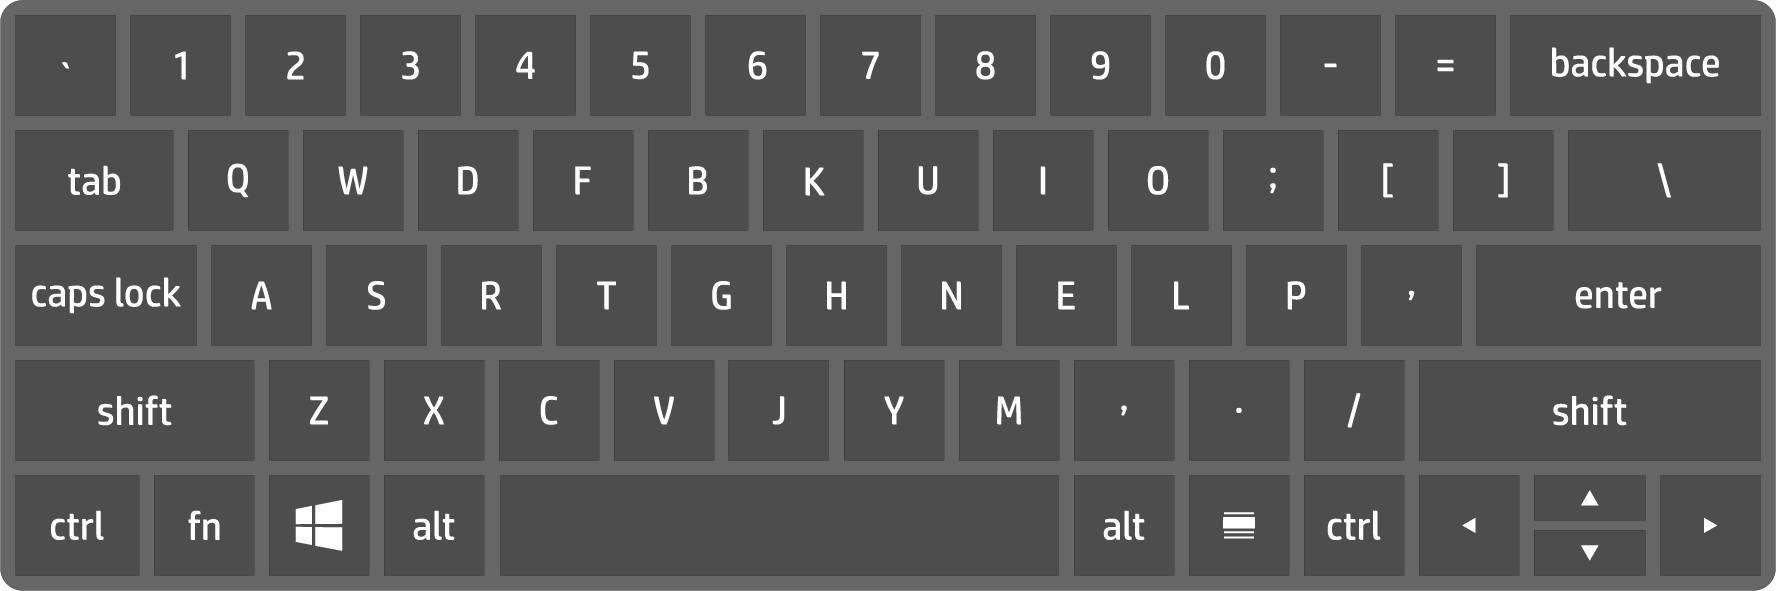 ` 1 2 3 4 5 6 7 8 9 0 - = backspace
tab Q W D F B K U I O ; [ ] \
caps lock A S R T G H N E L P ' enter
shift Z X C V J Y M , . / shift
ctrl fn alt alt ctrl